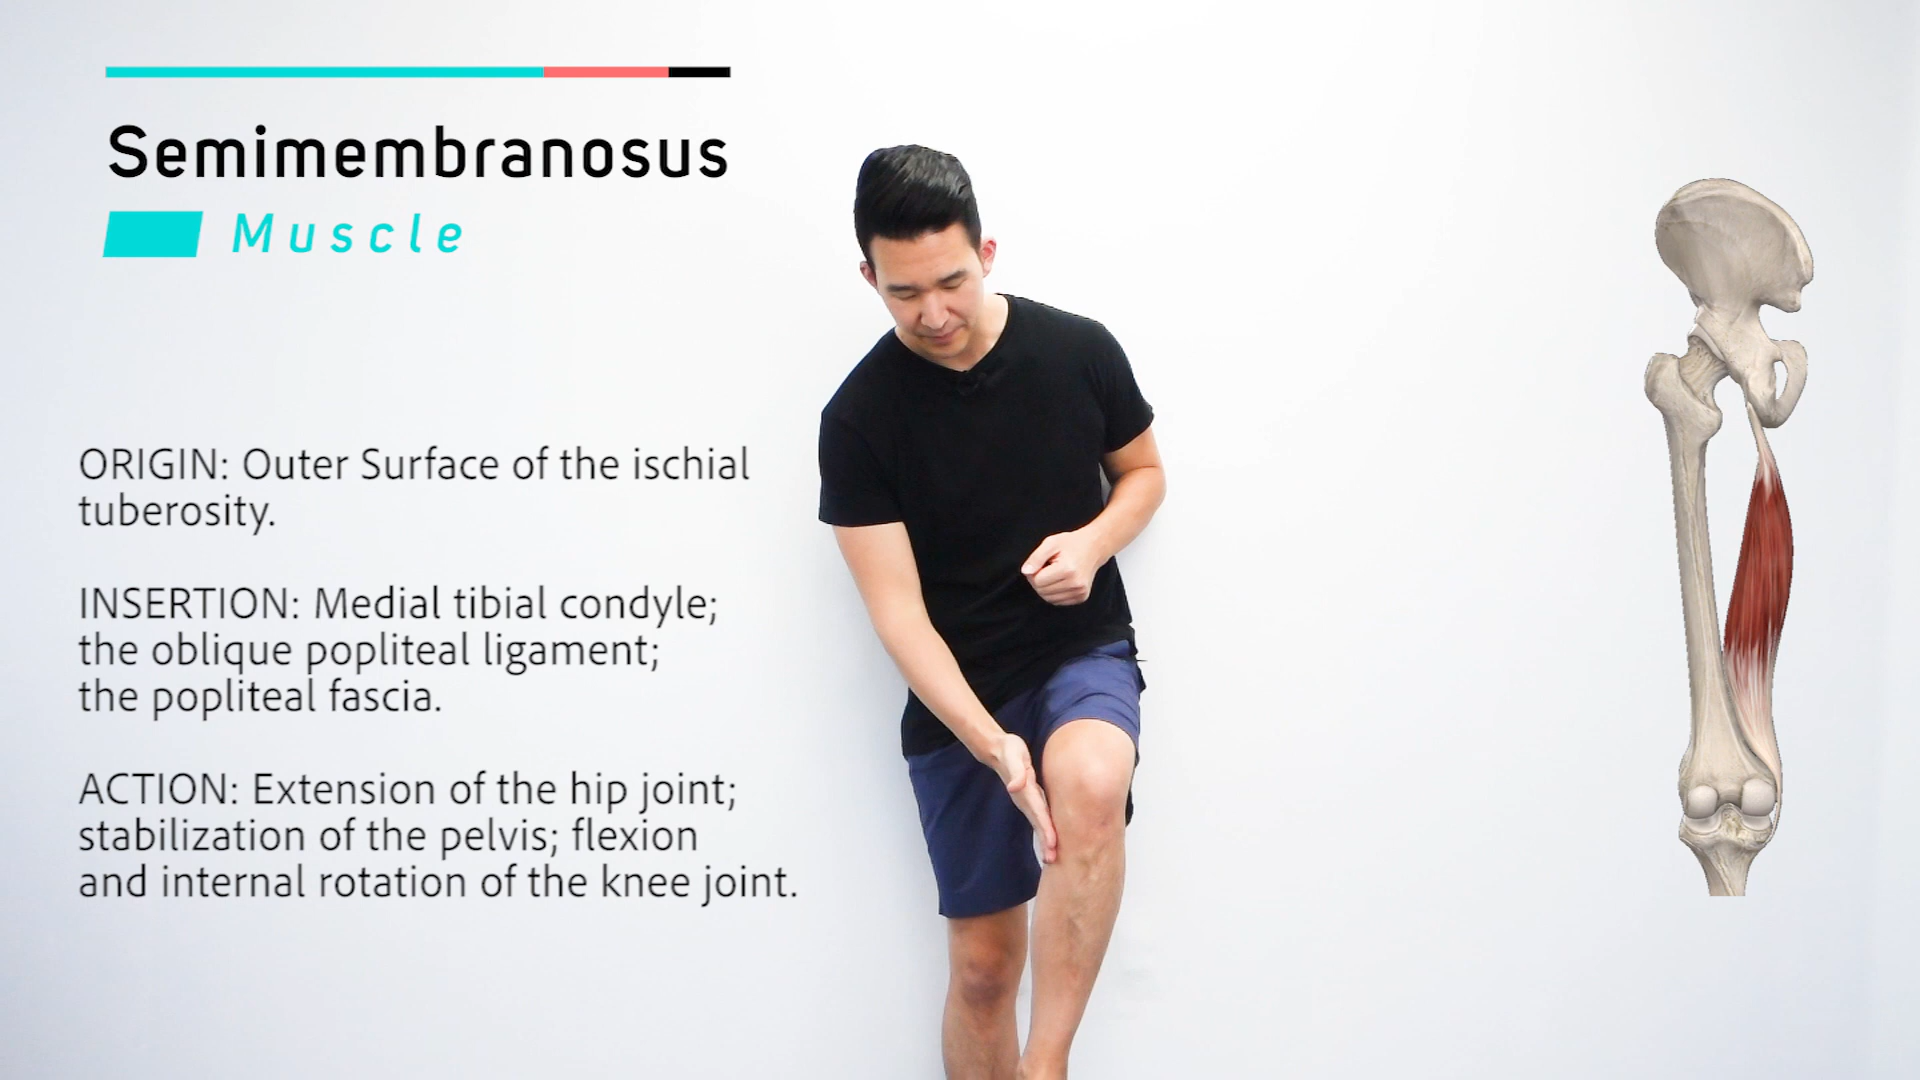 Semimembranosus
Muscle
ORIGIN: Outer Surface of the ischial
tuberosity.
INSERTION: Medial tibial condyle;
the oblique popliteal ligament;
the popliteal fascia.
ACTION: Extension of the hip joint;
stabilization of the pelvis; flexion
and internal rotation of the knee joint.